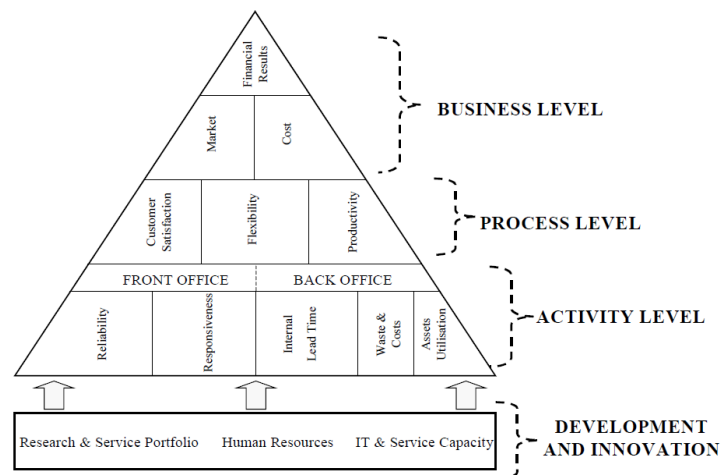 Financial
Results
BUSINESS LEVEL
Market
Cost
Customer
Satisfaction
Flexibility
Productivity
PROCESS LEVEL
FRONT OFFICE
BACK OFFICE
Reliability
Responsiveness
Internal
Lead Time
Waste &
Costs
Assets
Utilisation
ACTIVITY LEVEL
Research & Service Portfolio
Human Resources
IT & Service Capacity
DEVELOPMENT
AND INNOVATION